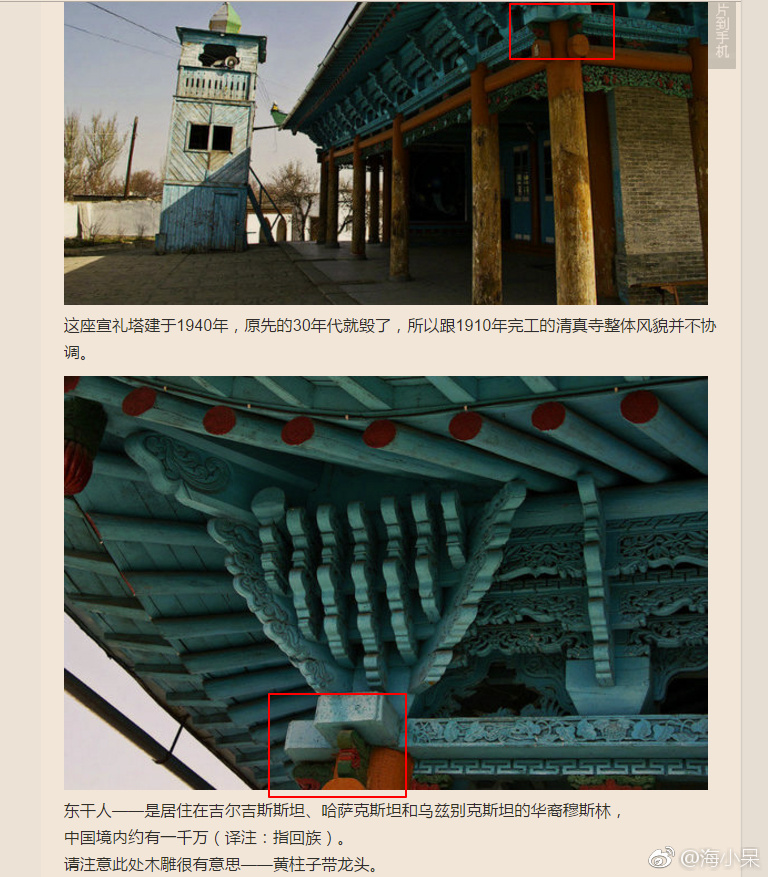 片到手机
这座宣礼塔建于1940年，原先的30年代就毁了，所以跟1910年完工的清真寺整体风貌并不协
调。
东干人——是居住在吉尔吉斯斯坦、哈萨克斯坦和乌兹别克斯坦的华裔穆斯林，
中国境内约有一千万（译注：指回族）。
请注意此处木雕很有意思——黄柱子带龙头。
@海小呆